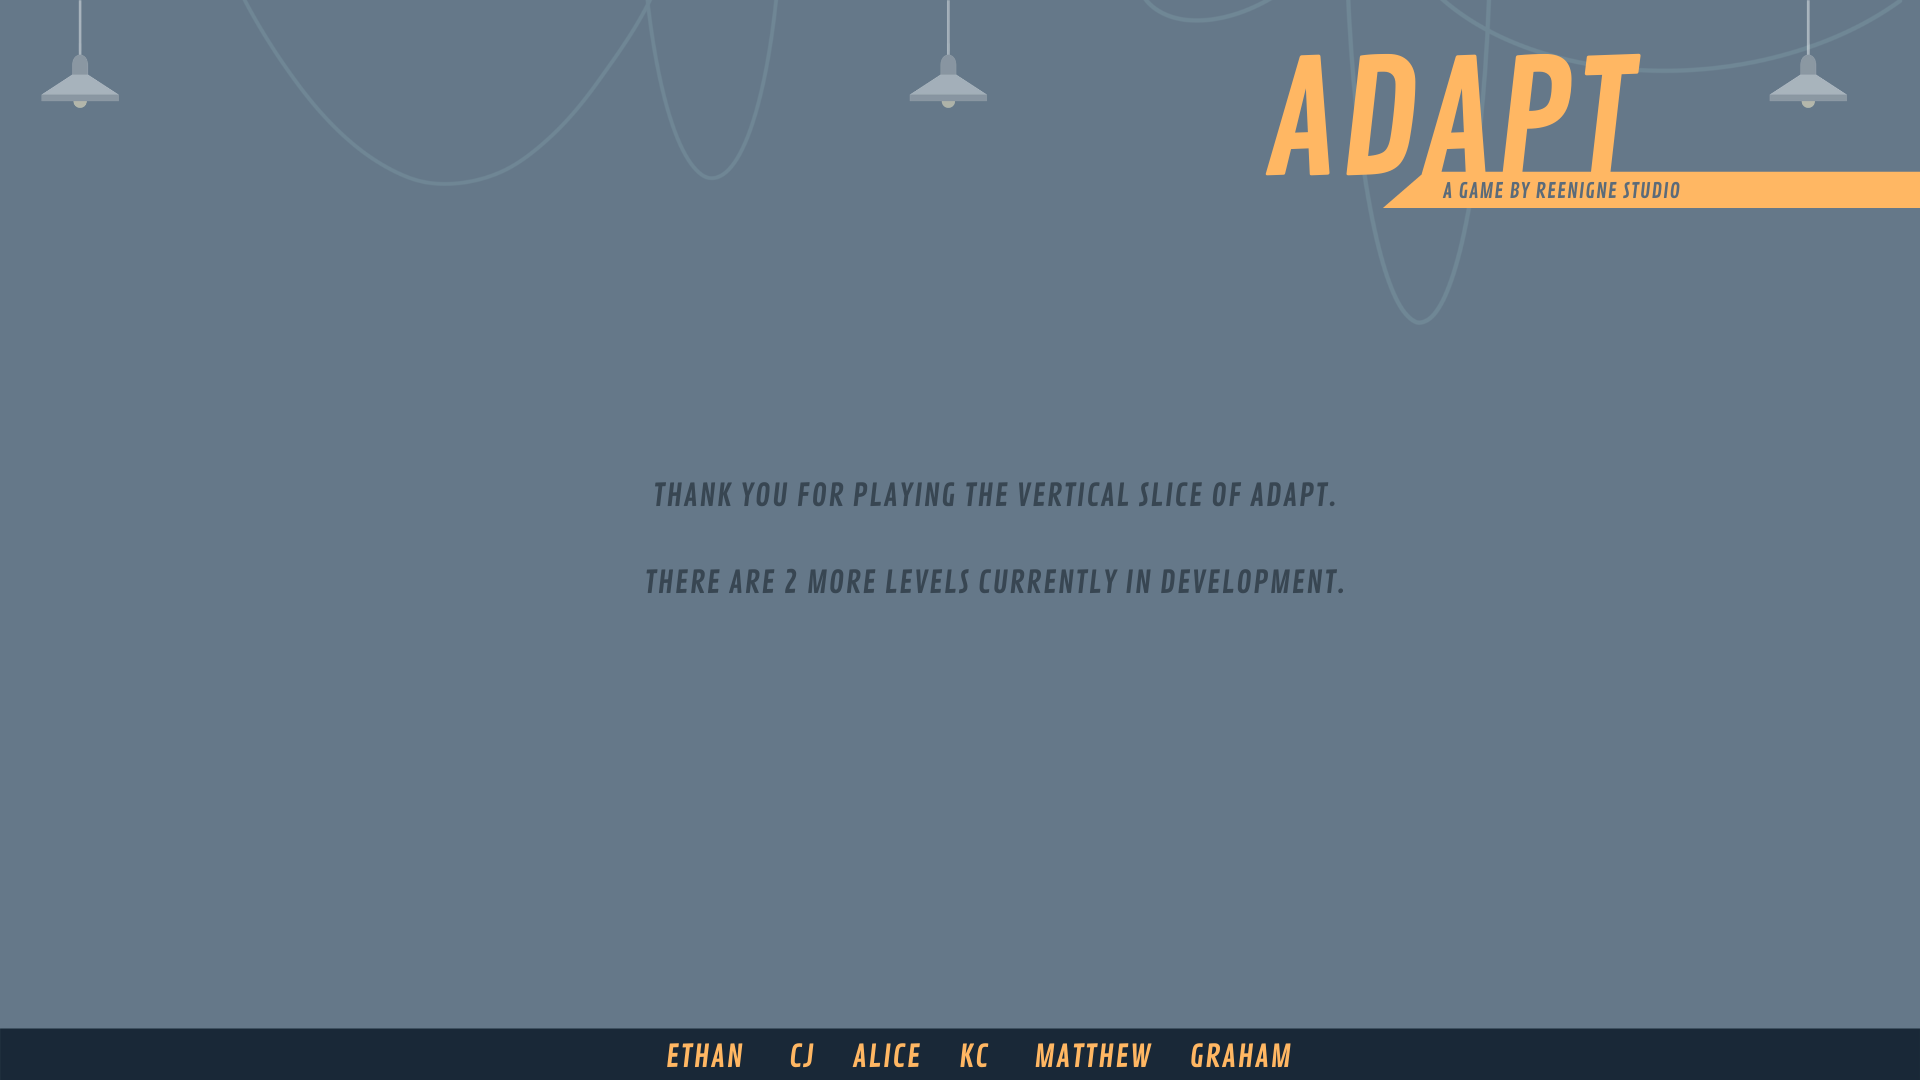 ADAPT
A GAME BY REENIGNE STUDIO
THANK YOU FOR PLAYING THE VERTICAL SLICE OF ADAPT.
THERE ARE 2 MORE LEVELS CURRENTLY IN DEVELOPMENT.
ETHAN CJ ALICE KC MATTHEW GRAHAM